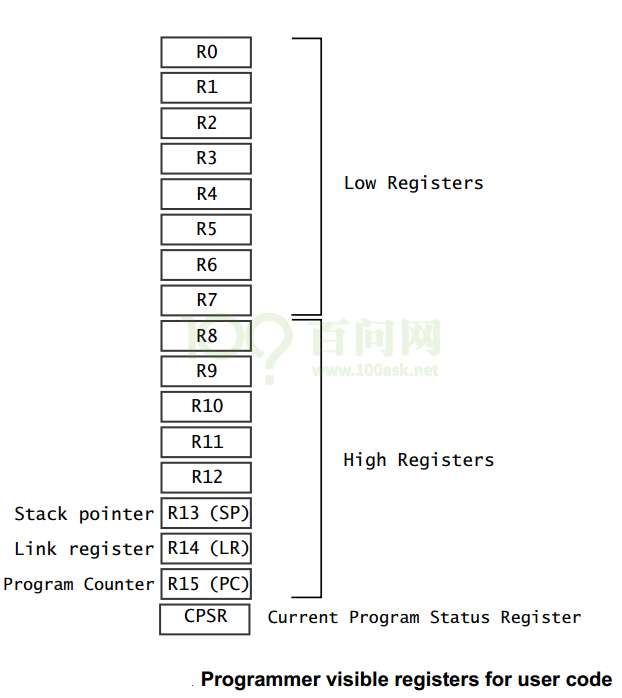 R0
R1
R2
R3
Low Registers
R4
R5
R6
R7
R8
100 百问网
www.100ask.net
R9
R10
R11
High Registers
R12
Stack pointer R13 (SP)
Link register R14 (LR)
Program Counter R15 (PC)
CPSR Current Program Status Register
Programmer visible registers for user code